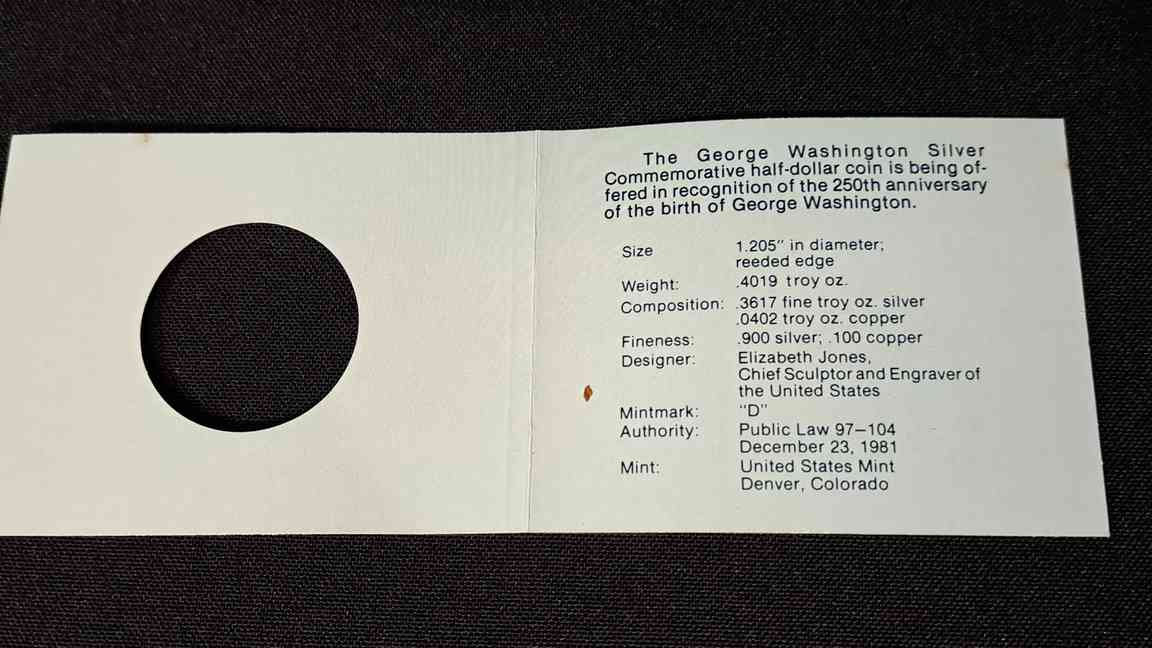 The George Washington Silver
Commemorative half-dollar coin is being of-
fered in recognition of the 250th anniversary
of the birth of George Washington.
Size 1.205" in diameter;
reeded edge
Weight: .4019 troy oz.
Composition: .3617 fine troy oz. silver
.0402 troy oz. copper
Fineness: .900 silver; .100 copper
Designer: Elizabeth Jones,
Chief Sculptor and Engraver of
the United States
Mintmark: "D"
Authority: Public Law 97–104
December 23, 1981
Mint: United States Mint
Denver, Colorado